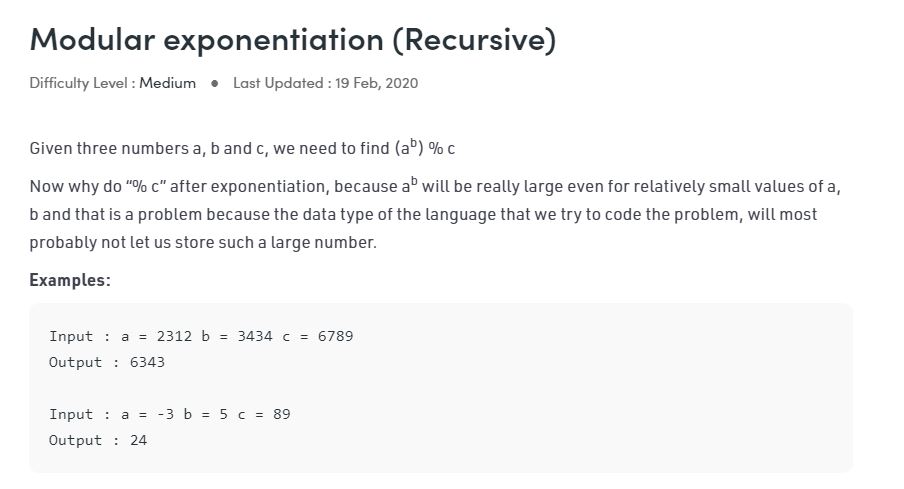 Modular exponentiation (Recursive)
Difficulty Level : Medium ● Last Updated : 19 Feb, 2020
Given three numbers a, b and c, we need to find (aᵇ) % c
Now why do “% c” after exponentiation, because aᵇ will be really large even for relatively small values of a,
b and that is a problem because the data type of the language that we try to code the problem, will most
probably not let us store such a large number.
Examples:
Input : a = 2312 b = 3434 c = 6789
Output : 6343
Input : a = -3 b = 5 c = 89
Output : 24